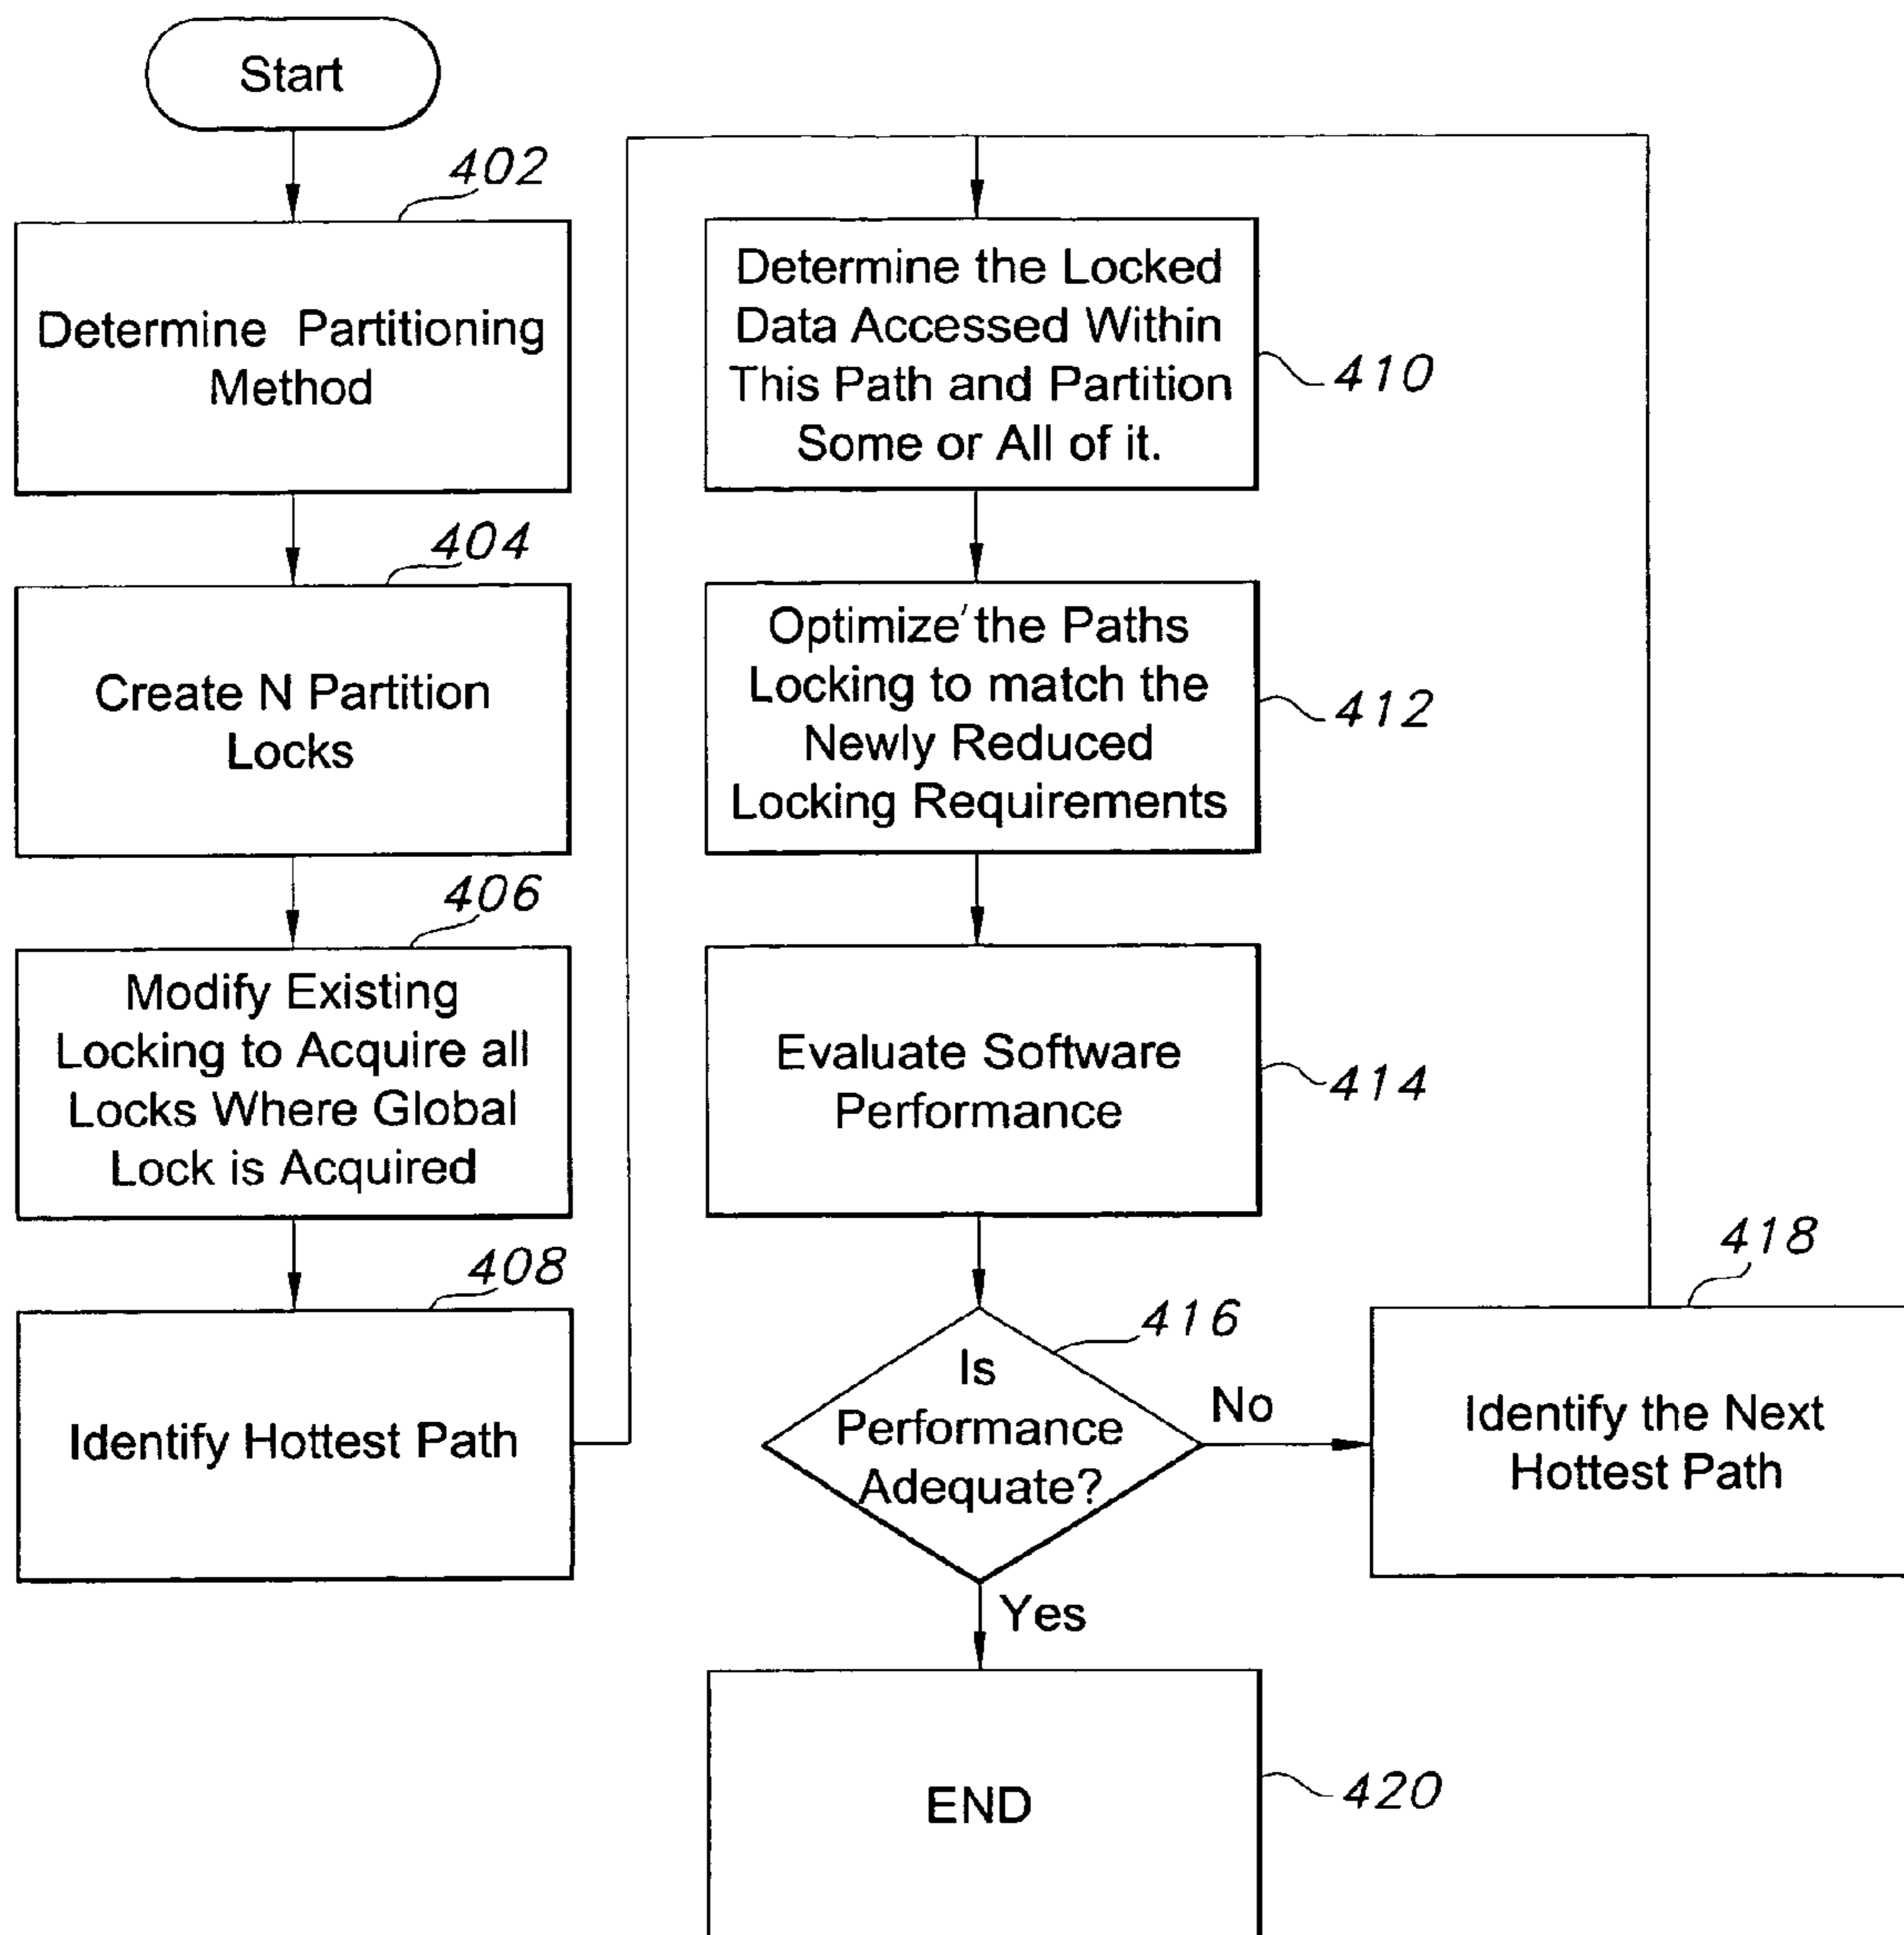 Start
402
Determine Partitioning
Method
404
Create N Partition
Locks
406
Modify Existing
Locking to Acquire all
Locks Where Global
Lock is Acquired
408
Identify Hottest Path
Determine the Locked
Data Accessed Within
This Path and Partition
Some or All of it.
410
Optimize the Paths
Locking to match the
Newly Reduced
Locking Requirements
412
Evaluate Software
Performance
414
416
Is
Performance
Adequate?
No
Yes
418
Identify the Next
Hottest Path
END
420